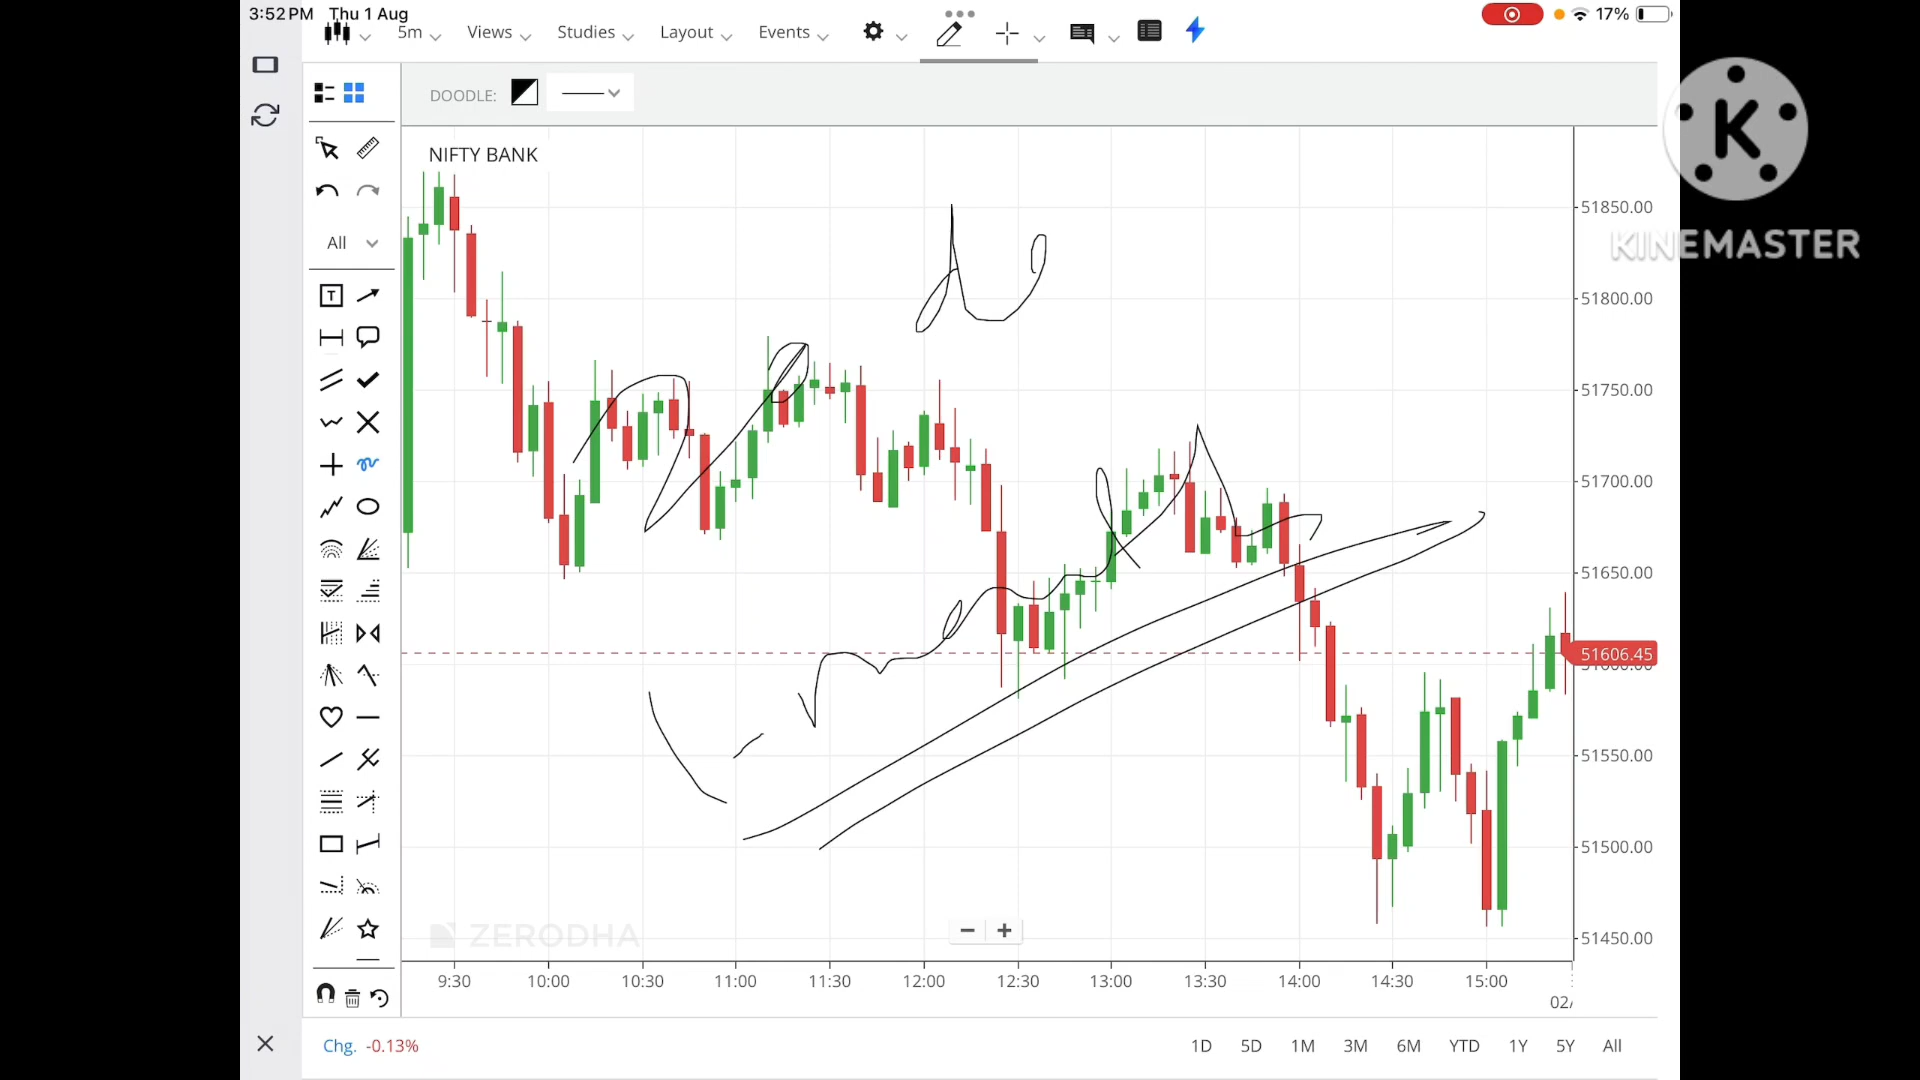 3:52 PM Thu 1 Aug
17%
5m Views Studies Layout Events
DOODLE:
NIFTY BANK
All
51850.00
51800.00
51750.00
51700.00
51650.00
51606.45
51550.00
51500.00
51450.00
ZERODHA
9:30 10:00 10:30 11:00 11:30 12:00 12:30 13:00 13:30 14:00 14:30 15:00
02/
Chg. -0.13%
1D 5D 1M 3M 6M YTD 1Y 5Y All
K
KINEMASTER